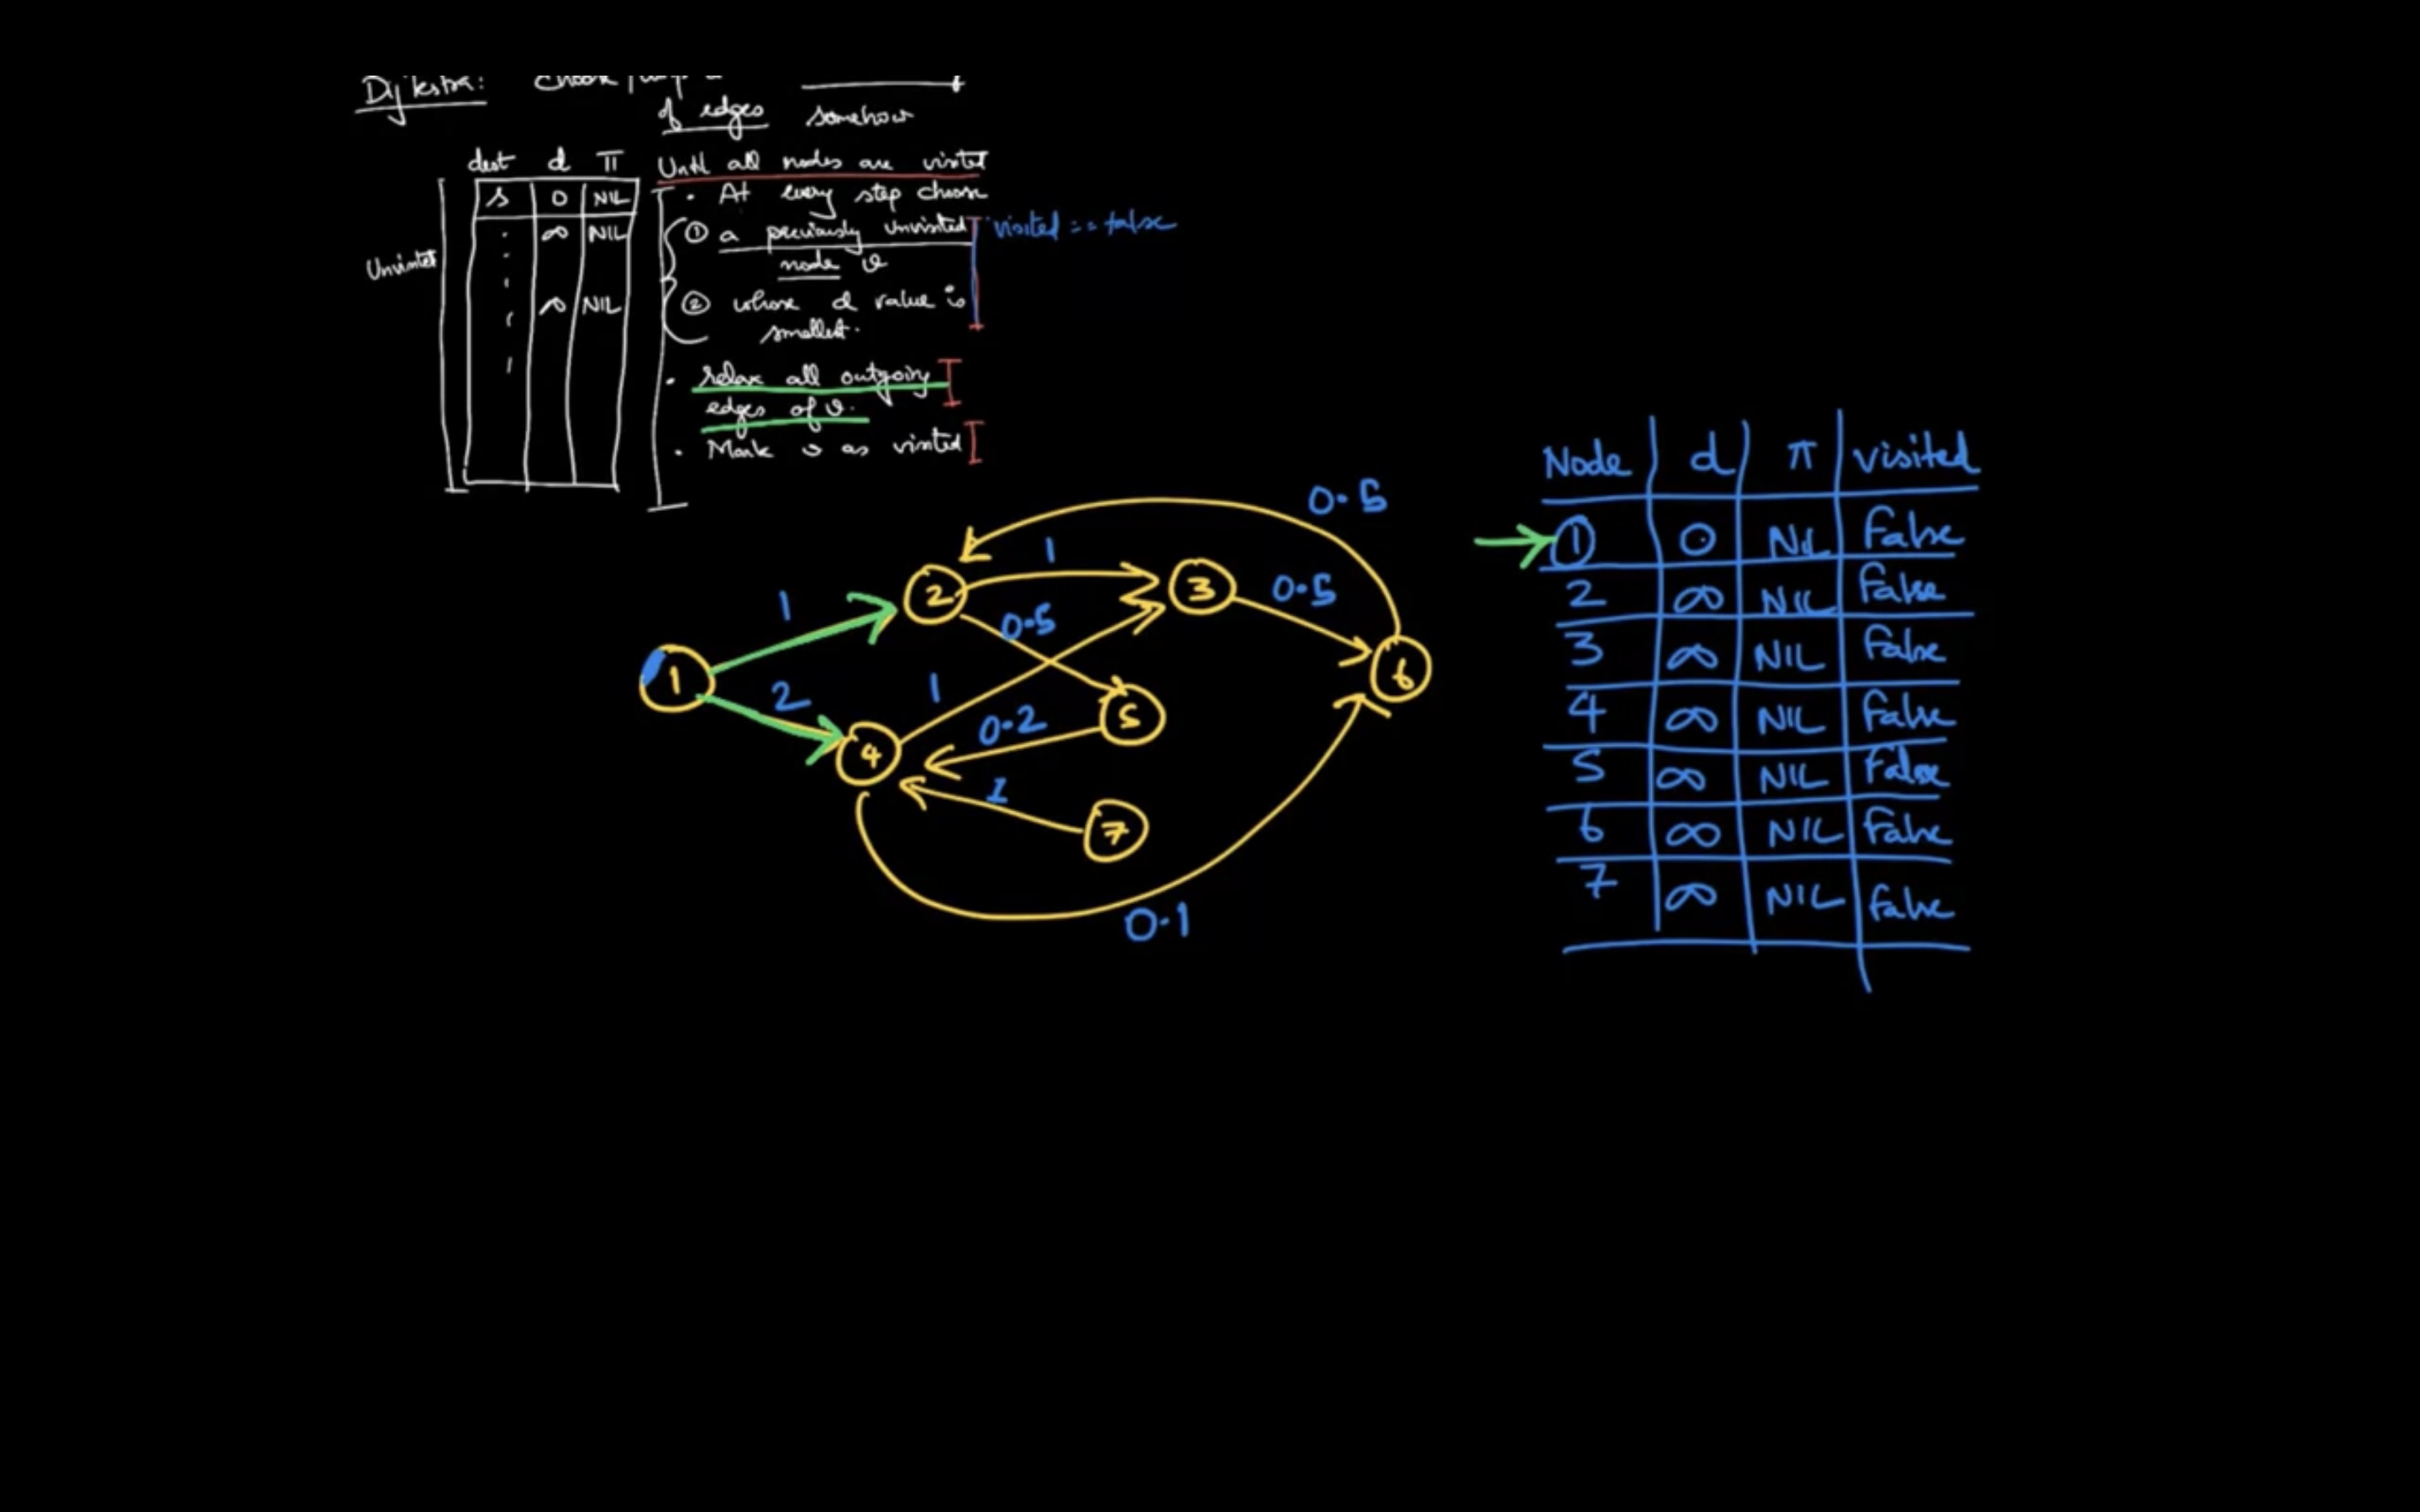 Dijkstra:
of edges somehow
dest d π
s 0 NIL
∞ NIL
∞ NIL
Unvisited
Until all nodes are visited
• At every step choose
① a previously unvisited
node v
② whose d value is
smallest.
visited == false
• relax all outgoing
edges of v.
• Mark v as visited
0.5
1
2
3
0.5
1
0.5
6
1
2
1
5
0.2
4
1
7
0.1
Node d π visited
1 0 NIL False
2 ∞ NIL False
3 ∞ NIL False
4 ∞ NIL False
5 ∞ NIL False
6 ∞ NIL False
7 ∞ NIL False